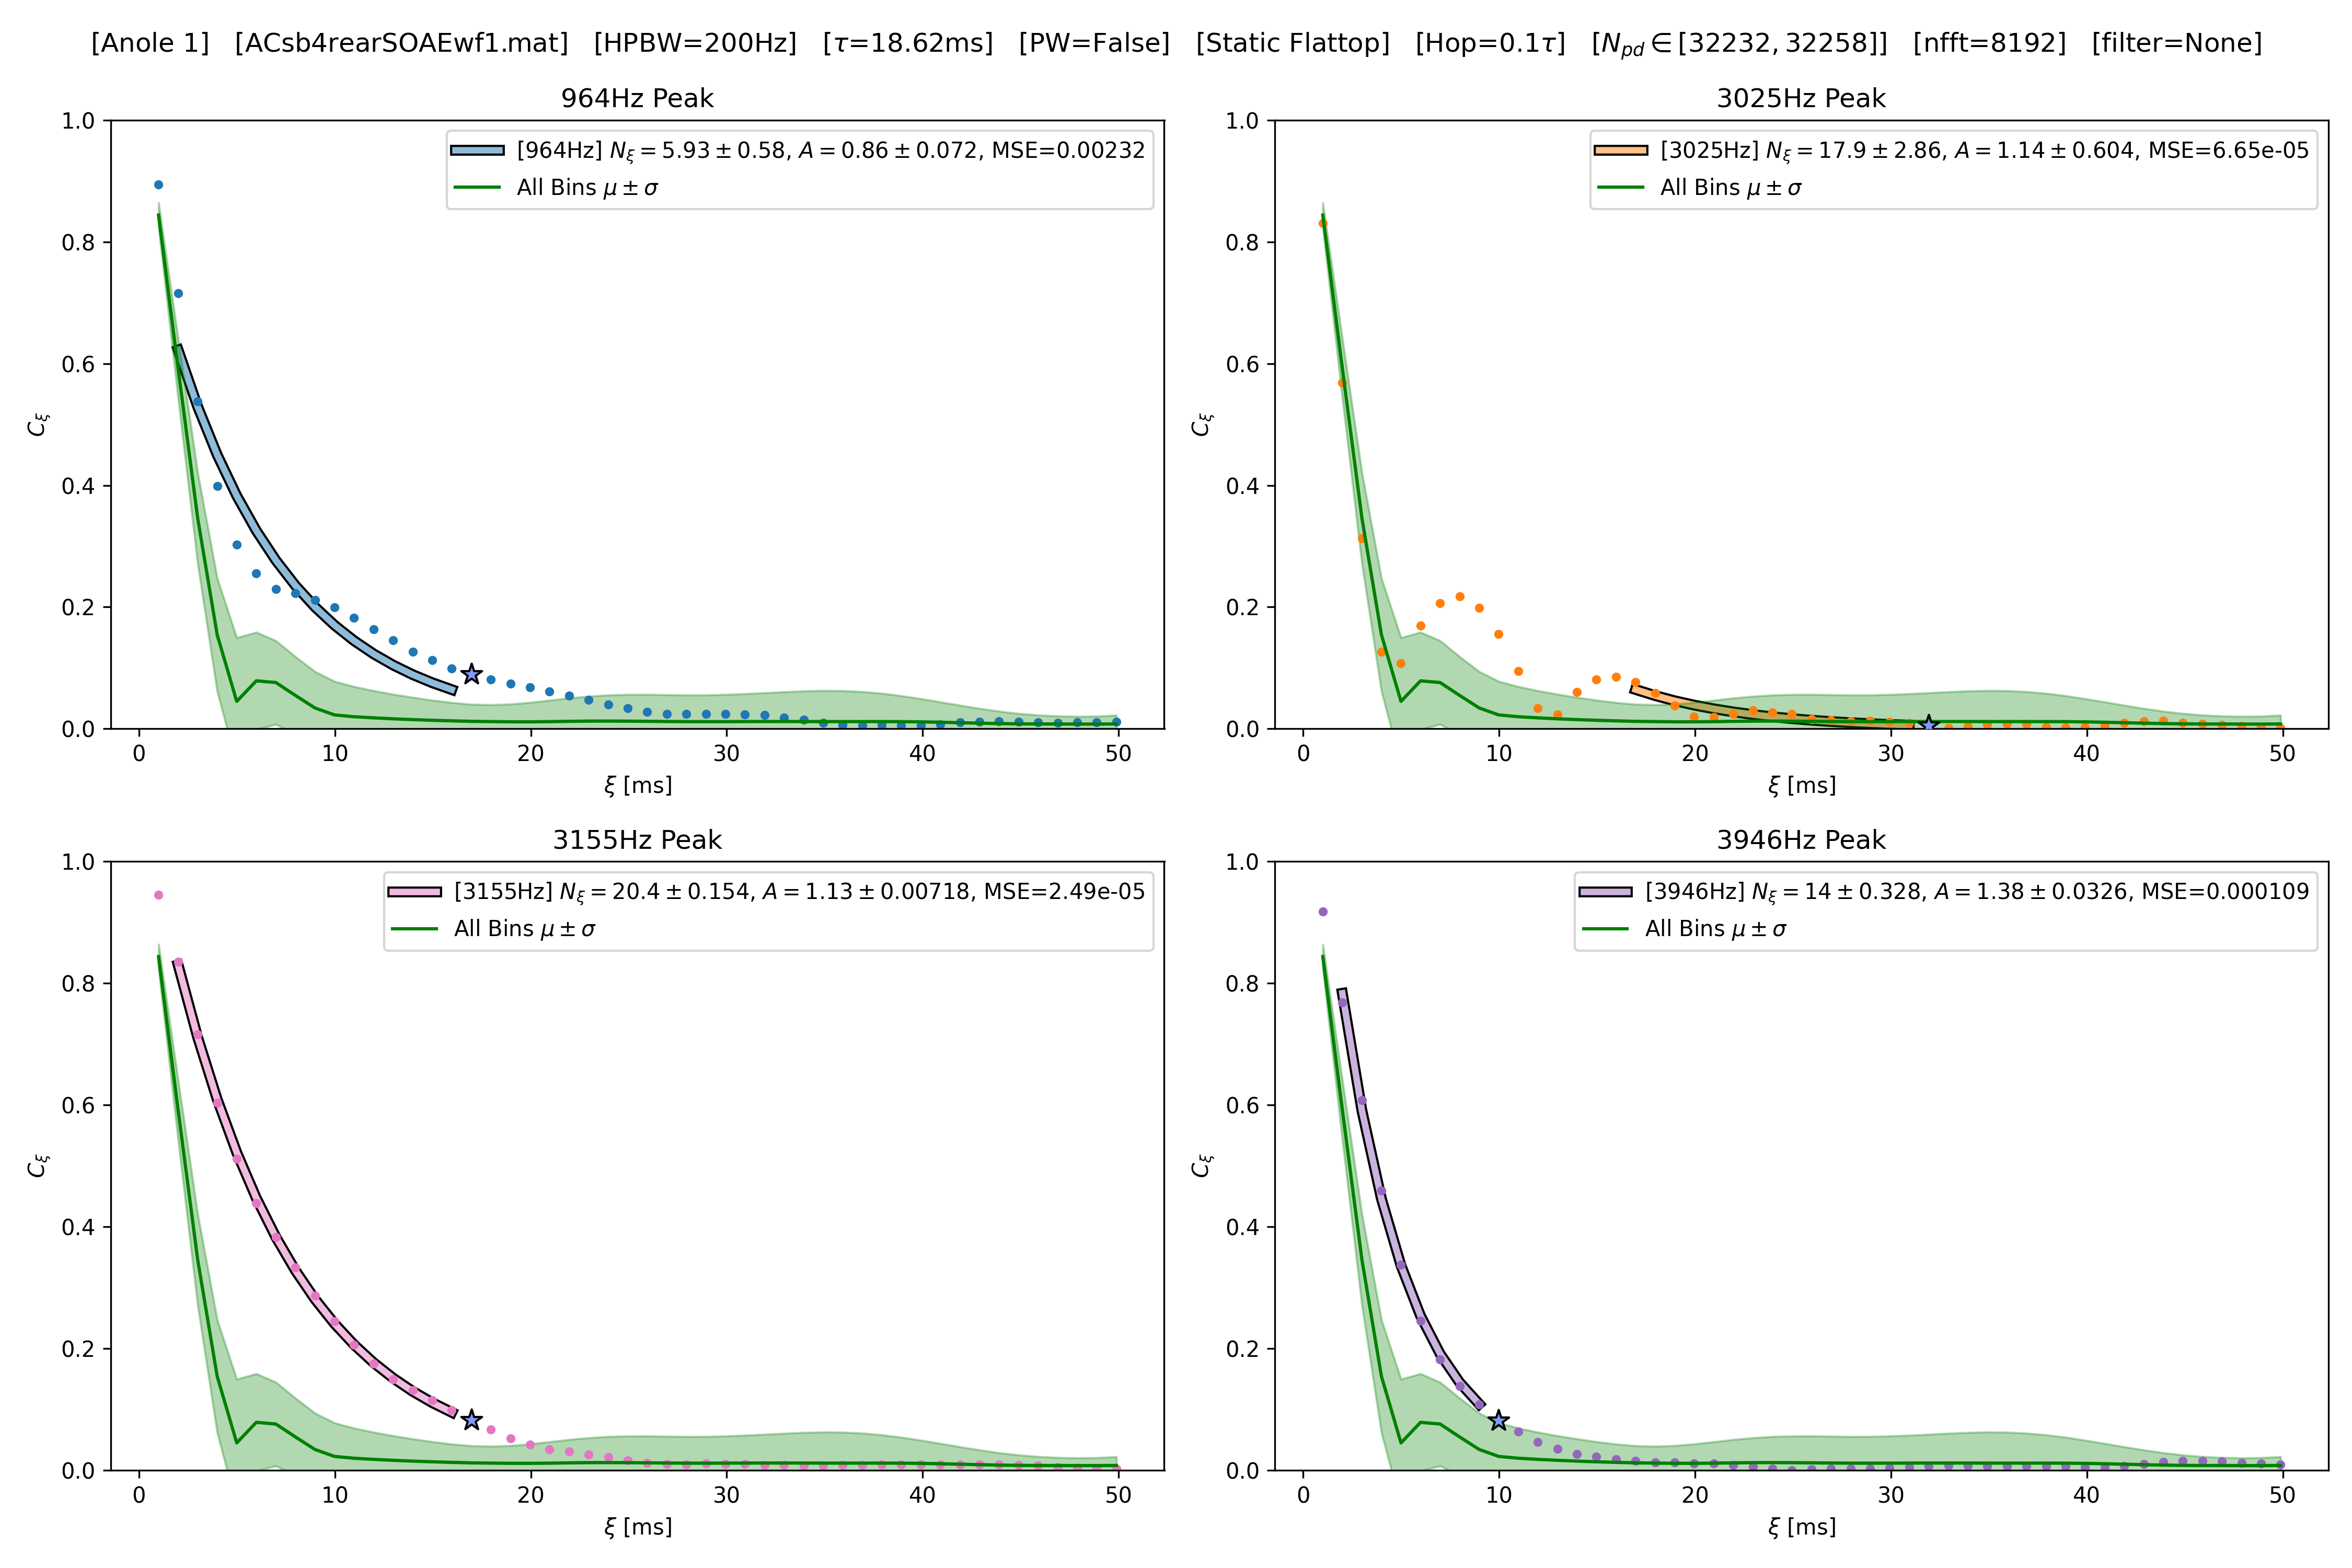 [Anole 1] [ACsb4rearSOAEwf1.mat] [HPBW=200Hz] [τ=18.62ms] [PW=False] [Static Flattop] [Hop=0.1τ] [N_pd ∈ [32232, 32258]] [nfft=8192] [filter=None]
964Hz Peak
1.0
0.8
0.6
0.4
0.2
0.0
C_ξ
[964Hz] N_ξ = 5.93 ± 0.58, A = 0.86 ± 0.072, MSE=0.00232
All Bins μ ± σ
0 10 20 30 40 50
ξ [ms]
3025Hz Peak
1.0
0.8
0.6
0.4
0.2
0.0
C_ξ
[3025Hz] N_ξ = 17.9 ± 2.86, A = 1.14 ± 0.604, MSE=6.65e-05
All Bins μ ± σ
0 10 20 30 40 50
ξ [ms]
3155Hz Peak
1.0
0.8
0.6
0.4
0.2
0.0
C_ξ
[3155Hz] N_ξ = 20.4 ± 0.154, A = 1.13 ± 0.00718, MSE=2.49e-05
All Bins μ ± σ
0 10 20 30 40 50
ξ [ms]
3946Hz Peak
1.0
0.8
0.6
0.4
0.2
0.0
C_ξ
[3946Hz] N_ξ = 14 ± 0.328, A = 1.38 ± 0.0326, MSE=0.000109
All Bins μ ± σ
0 10 20 30 40 50
ξ [ms]